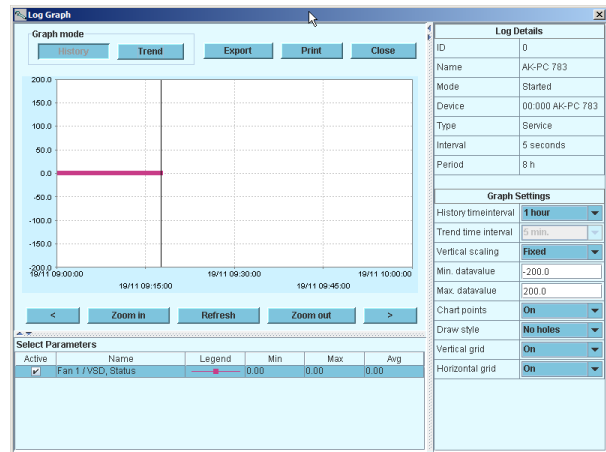 Log Graph
Graph mode
History Trend Export Print Close
200.0
150.0
100.0
50.0
0.0
-50.0
-100.0
-150.0
-200.0
19/11 09:00:00 19/11 09:30:00 19/11 10:00:00
19/11 09:15:00 19/11 09:45:00
< Zoom in Refresh Zoom out >
Select Parameters
Active Name Legend Min Max Avg
Fan 1 / VSD, Status 0.00 0.00 0.00
Log Details
ID 0
Name AK-PC 783
Mode Started
Device 00:000 AK-PC 783
Type Service
Interval 5 seconds
Period 8 h
Graph Settings
History timeinterval 1 hour
Trend time interval 5 min.
Vertical scaling Fixed
Min. datavalue -200.0
Max. datavalue 200.0
Chart points On
Draw style No holes
Vertical grid On
Horizontal grid On